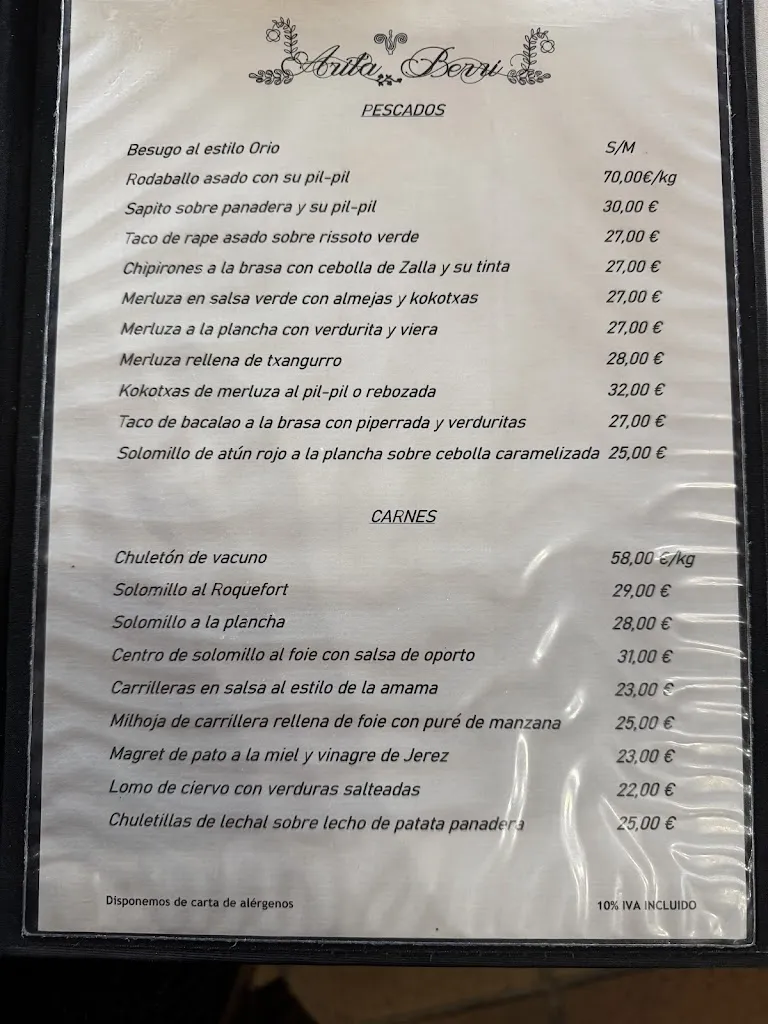 Arita Berri
PESCADOS
Besugo al estilo Orio S/M
Rodaballo asado con su pil-pil 70,00€/kg
Sapito sobre panadera y su pil-pil 30,00 €
Taco de rape asado sobre rissoto verde 27,00 €
Chipirones a la brasa con cebolla de Zalla y su tinta 27,00 €
Merluza en salsa verde con almejas y kokotxas 27,00 €
Merluza a la plancha con verdurita y viera 27,00 €
Merluza rellena de txangurro 28,00 €
Kokotxas de merluza al pil-pil o rebozada 32,00 €
Taco de bacalao a la brasa con piperrada y verduritas 27,00 €
Solomillo de atún rojo a la plancha sobre cebolla caramelizada 25,00 €
CARNES
Chuletón de vacuno 58,00 €/kg
Solomillo al Roquefort 29,00 €
Solomillo a la plancha 28,00 €
Centro de solomillo al foie con salsa de oporto 31,00 €
Carrilleras en salsa al estilo de la amama 23,00 €
Milhoja de carrillera rellena de foie con puré de manzana 25,00 €
Magret de pato a la miel y vinagre de Jerez 23,00 €
Lomo de ciervo con verduras salteadas 22,00 €
Chuletillas de lechal sobre lecho de patata panadera 25,00 €
Disponemos de carta de alérgenos 10% IVA INCLUIDO